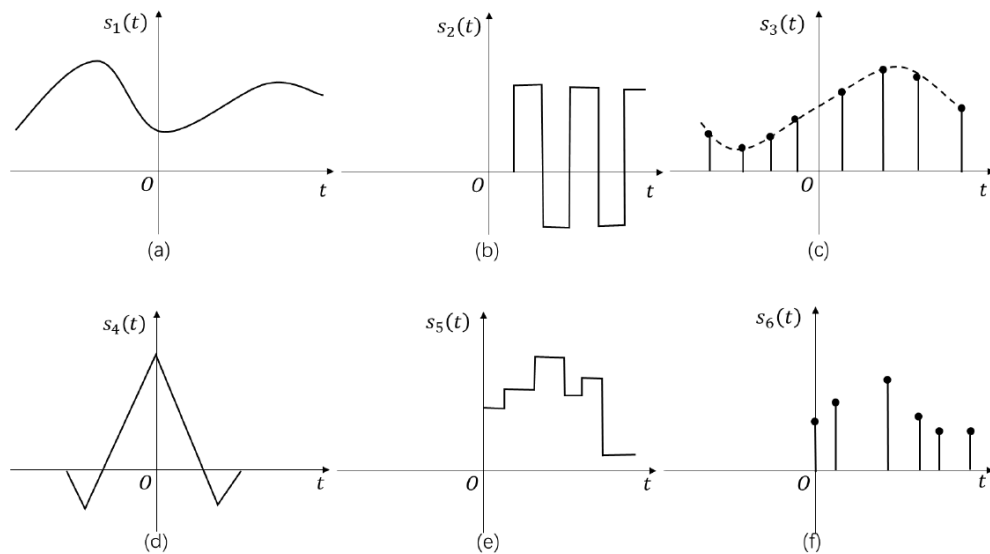 s₁(t)
s₂(t)
s₃(t)
O
t
O
t
O
t
(a)
(b)
(c)
s₄(t)
s₅(t)
s₆(t)
O
t
O
t
O
t
(d)
(e)
(f)